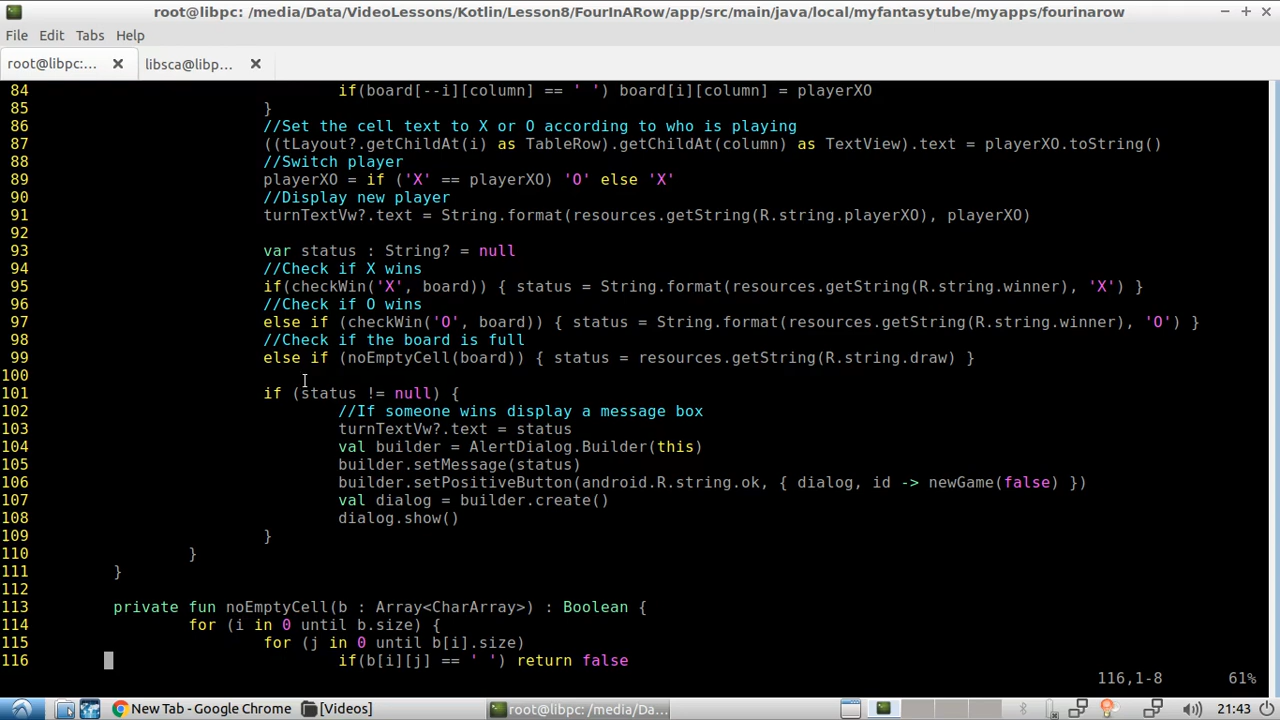 root@libpc: /media/Data/VideoLessons/Kotlin/Lesson8/FourInARow/app/src/main/java/local/myfantasytube/myapps/fourinarow
File Edit Tabs Help
root@libpc:... libsca@libp...
84 if(board[--i][column] == ' ') board[i][column] = playerXO
85 }
86 //Set the cell text to X or O according to who is playing
87 ((tLayout?.getChildAt(i) as TableRow).getChildAt(column) as TextView).text = playerXO.toString()
88 //Switch player
89 playerXO = if ('X' == playerXO) 'O' else 'X'
90 //Display new player
91 turnTextVw?.text = String.format(resources.getString(R.string.playerXO), playerXO)
92
93 var status : String? = null
94 //Check if X wins
95 if(checkWin('X', board)) { status = String.format(resources.getString(R.string.winner), 'X') }
96 //Check if O wins
97 else if (checkWin('O', board)) { status = String.format(resources.getString(R.string.winner), 'O') }
98 //Check if the board is full
99 else if (noEmptyCell(board)) { status = resources.getString(R.string.draw) }
100
101 if (status != null) {
102 //If someone wins display a message box
103 turnTextVw?.text = status
104 val builder = AlertDialog.Builder(this)
105 builder.setMessage(status)
106 builder.setPositiveButton(android.R.string.ok, { dialog, id -> newGame(false) })
107 val dialog = builder.create()
108 dialog.show()
109 }
110 }
111 }
112
113 private fun noEmptyCell(b : Array<CharArray>) : Boolean {
114 for (i in 0 until b.size) {
115 for (j in 0 until b[i].size)
116 if(b[i][j] == ' ') return false
116,1-8 61%
New Tab - Google Chrome [Videos] root@libpc: /media/Da... 21:43